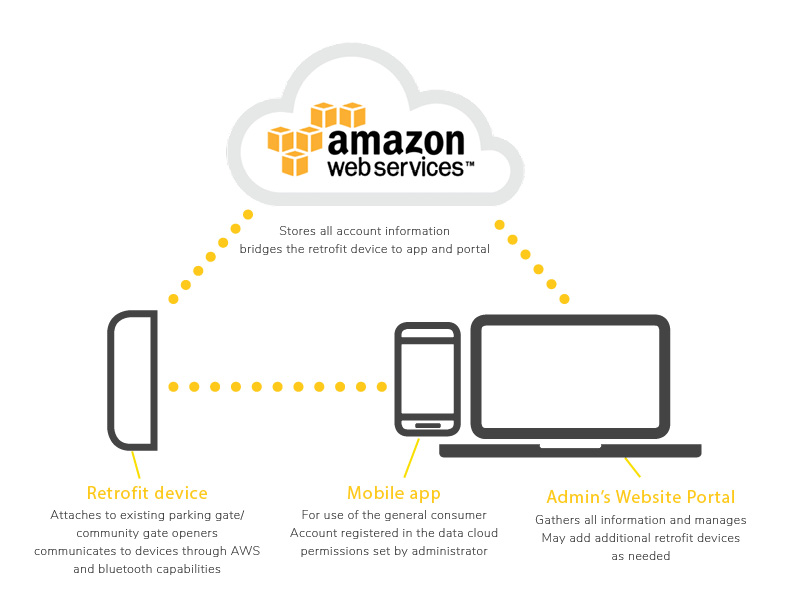 amazon
web services™
Stores all account information
bridges the retrofit device to app and portal
Retrofit device
Attaches to existing parking gate/
community gate openers
communicates to devices through AWS
and bluetooth capabilities
Mobile app
For use of the general consumer
Account registered in the data cloud
permissions set by administrator
Admin's Website Portal
Gathers all information and manages
May add additional retrofit devices
as needed